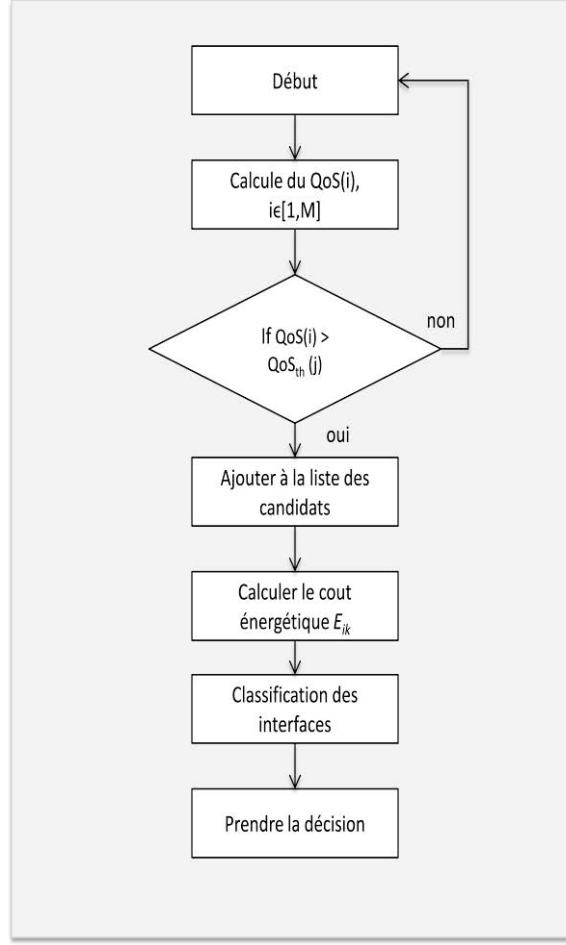 Début
Calcule du QoS(i),
iϵ[1,M]
If QoS(i) >
QoSth (j)
non
oui
Ajouter à la liste des
candidats
Calculer le cout
énergétique Eik
Classification des
interfaces
Prendre la décision